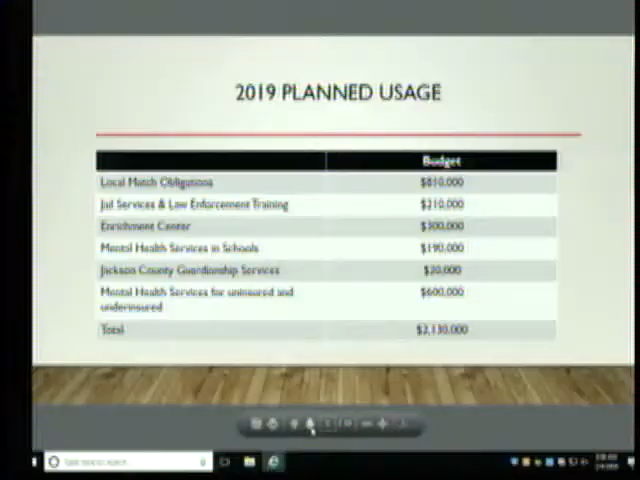 2019 PLANNED USAGE
Budget
Local Match Obligations $810,000
Jail Services & Law Enforcement Training $210,000
Enrichment Center $300,000
Mental Health Services in Schools $190,000
Jackson County Guardianship Services $20,000
Mental Health Services for uninsured and $600,000
underinsured
Total $2,130,000